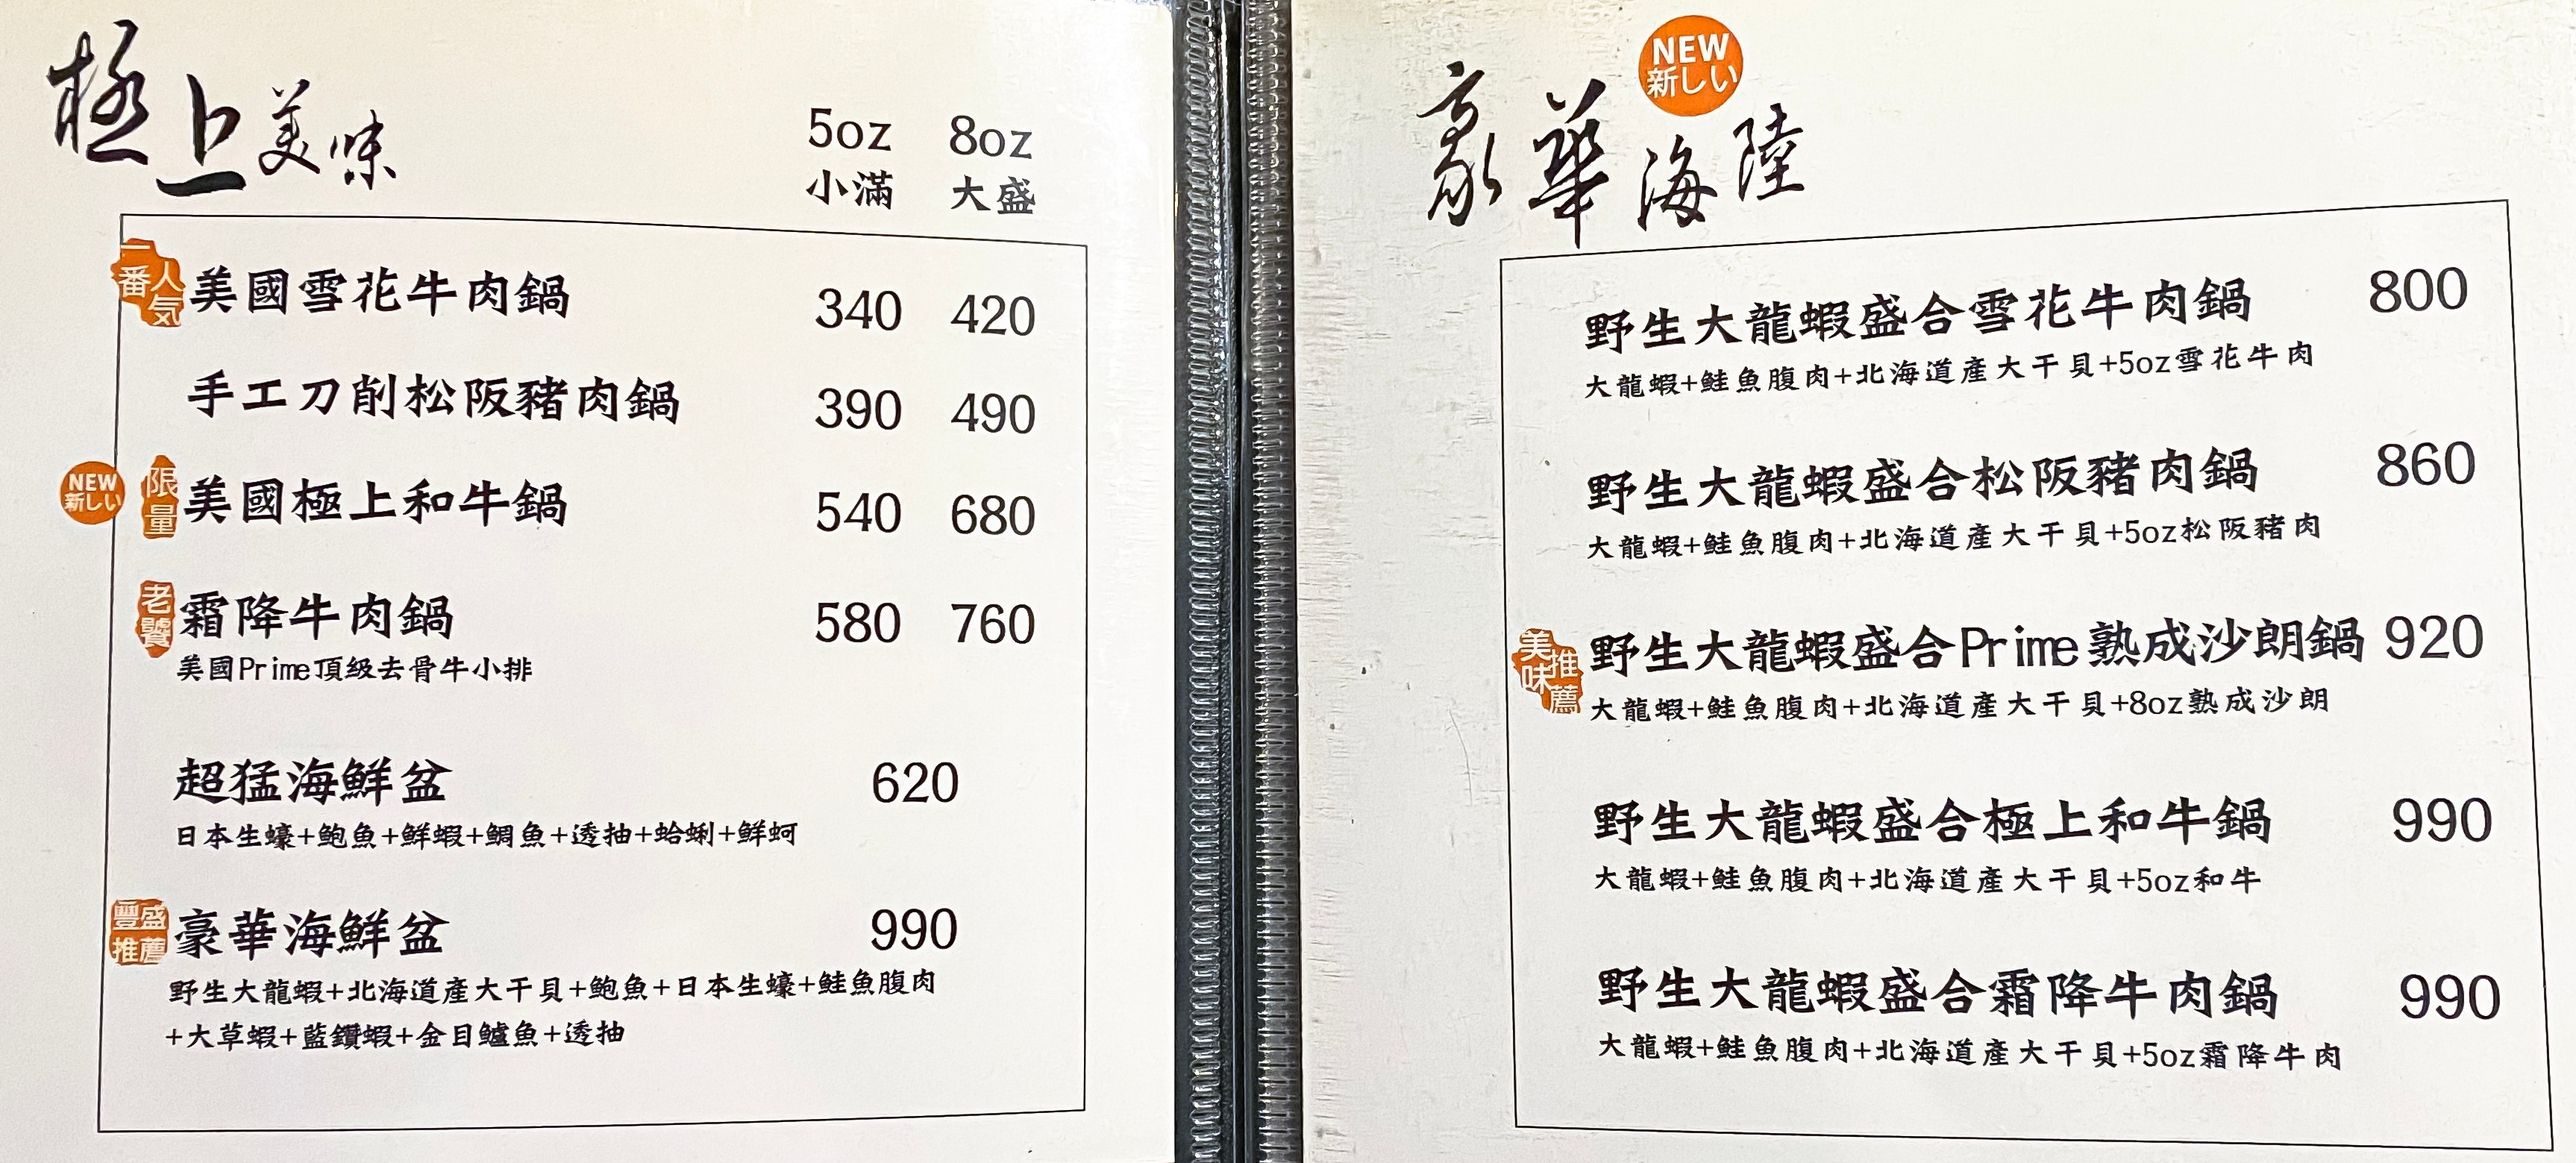 極上美味
5oz 8oz
小滿 大盛
一番人気 美國雪花牛肉鍋 340 420
手工刀削松阪豬肉鍋 390 490
NEW 新しい 限量 美國極上和牛鍋 540 680
老饕 霜降牛肉鍋 580 760
美國Prime頂級去骨牛小排
超猛海鮮盆 620
日本生蠔+鮑魚+鮮蝦+鯛魚+透抽+蛤蜊+鮮蚵
豐盛推薦 豪華海鮮盆 990
野生大龍蝦+北海道產大干貝+鮑魚+日本生蠔+鮭魚腹肉
+大草蝦+藍鑽蝦+金目鱸魚+透抽
NEW
新しい
豪華海陸
野生大龍蝦盛合雪花牛肉鍋 800
大龍蝦+鮭魚腹肉+北海道產大干貝+5oz雪花牛肉
野生大龍蝦盛合松阪豬肉鍋 860
大龍蝦+鮭魚腹肉+北海道產大干貝+5oz松阪豬肉
美味推薦 野生大龍蝦盛合Prime熟成沙朗鍋 920
大龍蝦+鮭魚腹肉+北海道產大干貝+8oz熟成沙朗
野生大龍蝦盛合極上和牛鍋 990
大龍蝦+鮭魚腹肉+北海道產大干貝+5oz和牛
野生大龍蝦盛合霜降牛肉鍋 990
大龍蝦+鮭魚腹肉+北海道產大干貝+5oz霜降牛肉